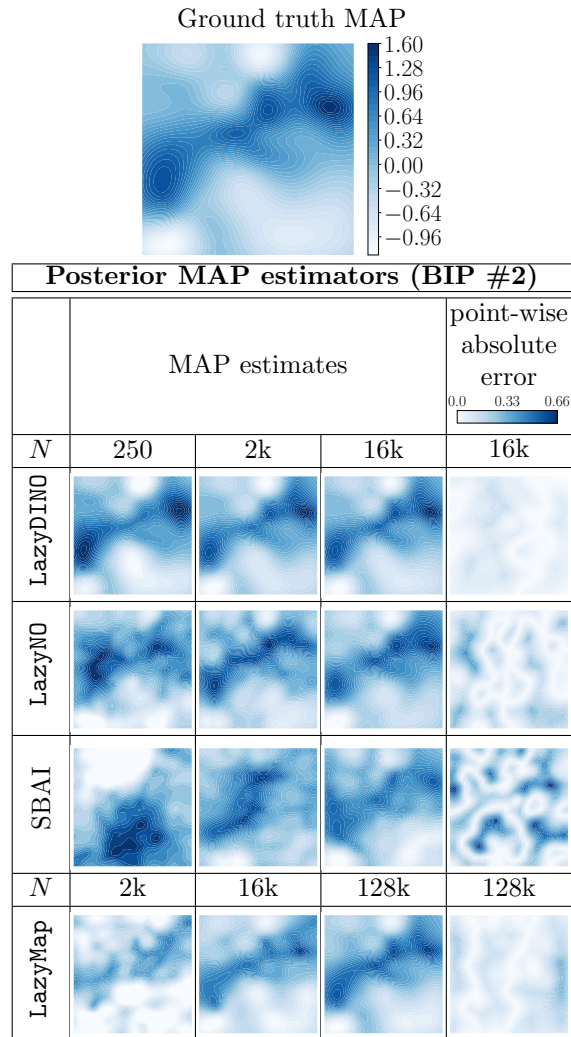 Ground truth MAP
1.60
1.28
0.96
0.64
0.32
0.00
−0.32
−0.64
−0.96
Posterior MAP estimators (BIP #2)
MAP estimates
point-wise
absolute
error
0.0 0.33 0.66
N 250 2k 16k 16k
LazyDINO
LazyNO
SBAI
N 2k 16k 128k 128k
LazyMap